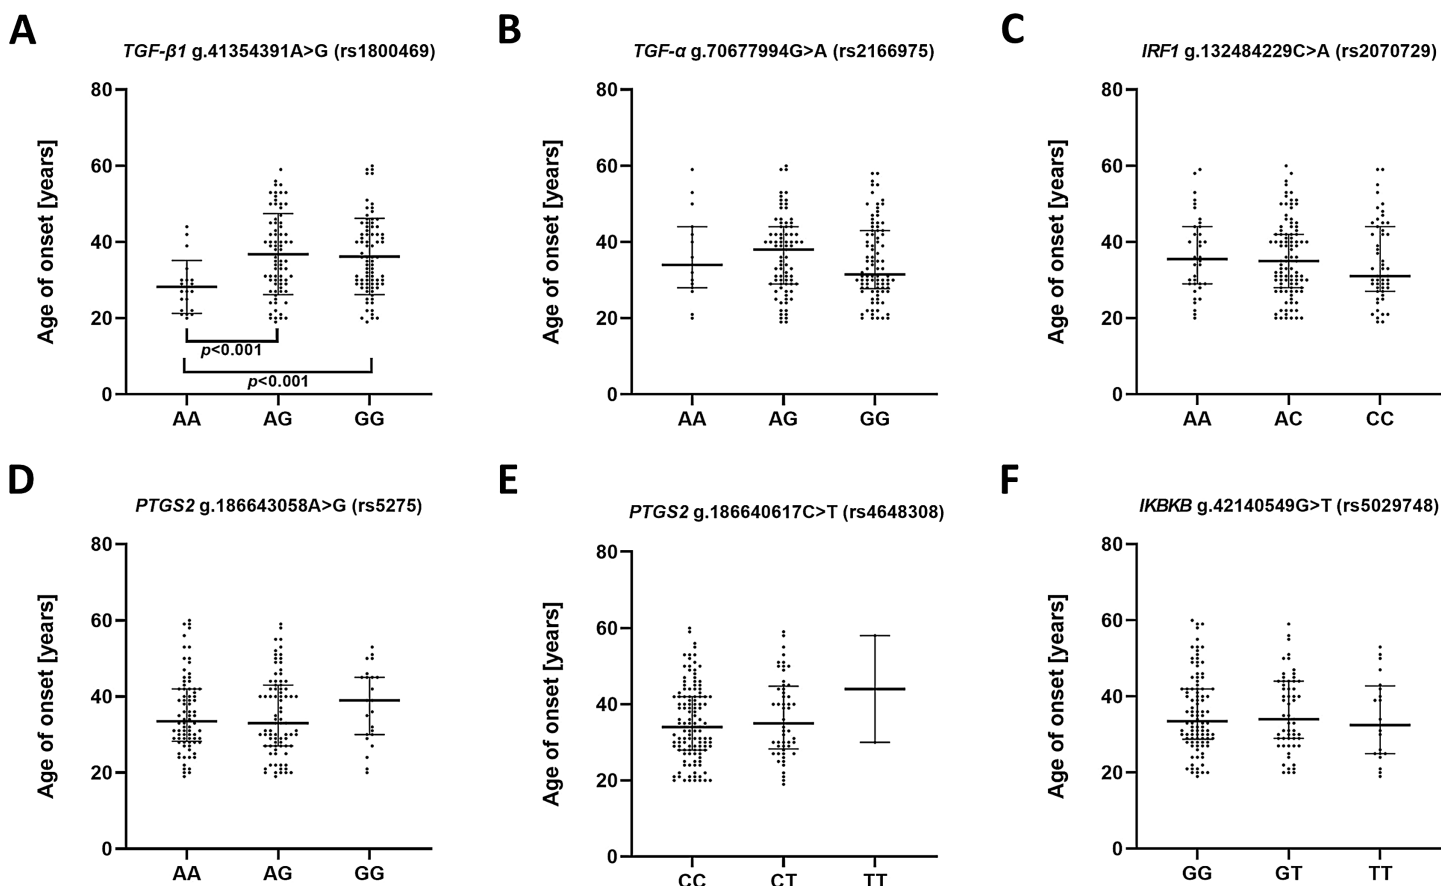 A
TGF-β1 g.41354391A>G (rs1800469)
Age of onset [years]
80
60
40
20
0
p<0.001
p<0.001
AA AG GG
B
TGF-α g.70677994G>A (rs2166975)
Age of onset [years]
80
60
40
20
0
AA AG GG
C
IRF1 g.132484229C>A (rs2070729)
Age of onset [years]
80
60
40
20
0
AA AC CC
D
PTGS2 g.186643058A>G (rs5275)
Age of onset [years]
80
60
40
20
0
AA AG GG
E
PTGS2 g.186640617C>T (rs4648308)
Age of onset [years]
80
60
40
20
0
CC CT TT
F
IKBKB g.42140549G>T (rs5029748)
Age of onset [years]
80
60
40
20
0
GG GT TT